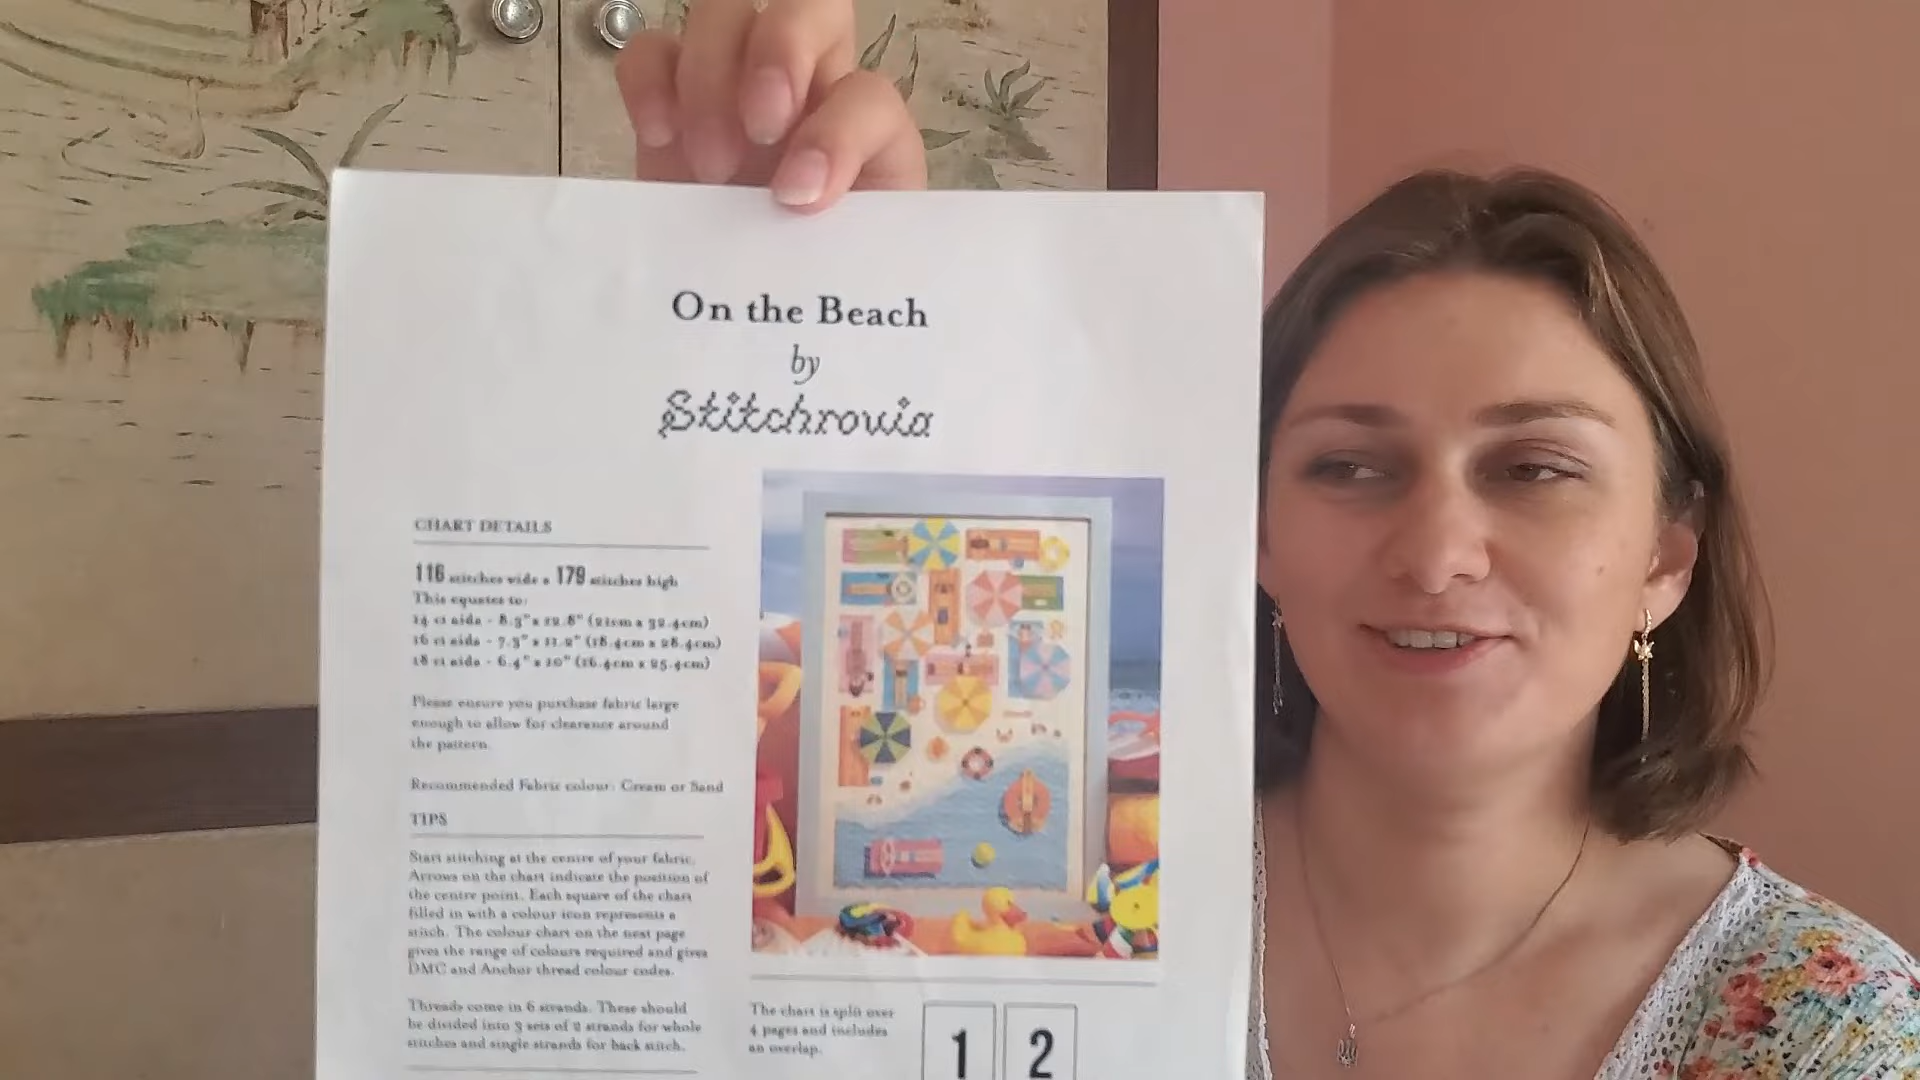 On the Beach
by
Stitchrovia
CHART DETAILS
116 stitches wide x 179 stitches high
This equates to:
14 ct aida - 8.3" x 12.8" (21cm x 32.4cm)
16 ct aida - 7.3" x 11.2" (18.4cm x 28.4cm)
18 ct aida - 6.4" x 10" (16.4cm x 25.4cm)
Please ensure you purchase fabric large
enough to allow for clearance around
the pattern.
Recommended Fabric colour: Cream or Sand
TIPS
Start stitching at the centre of your fabric.
Arrows on the chart indicate the position of
the centre point. Each square of the chart
filled in with a colour icon represents a
stitch. The colour chart on the next page
gives the range of colours required and gives
DMC and Anchor thread colour codes.
Threads come in 6 strands. These should
be divided into 3 sets of 2 strands for whole
stitches and single strands for back stitch.
The chart is split over
4 pages and includes
an overlap.
1 2